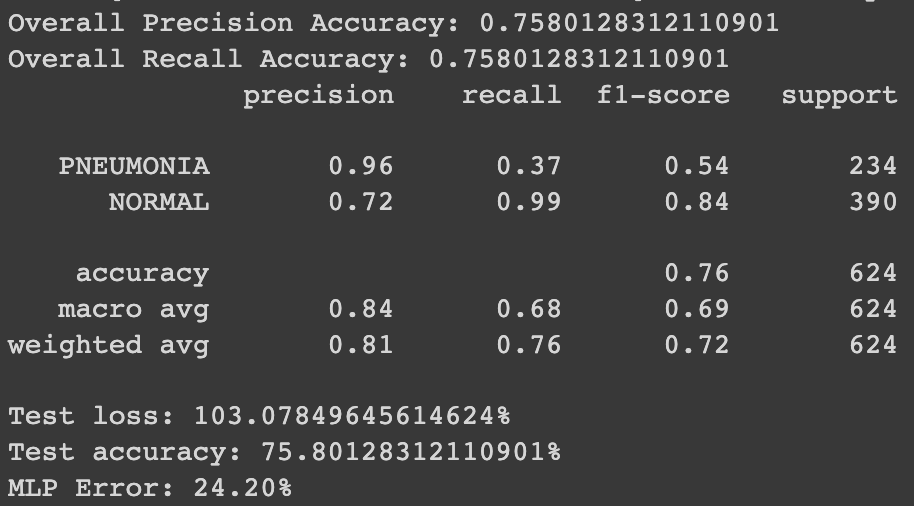 Overall Precision Accuracy: 0.7580128312110901
Overall Recall Accuracy: 0.7580128312110901
precision recall f1-score support
PNEUMONIA 0.96 0.37 0.54 234
NORMAL 0.72 0.99 0.84 390
accuracy 0.76 624
macro avg 0.84 0.68 0.69 624
weighted avg 0.81 0.76 0.72 624
Test loss: 103.07849645614624%
Test accuracy: 75.80128312110901%
MLP Error: 24.20%